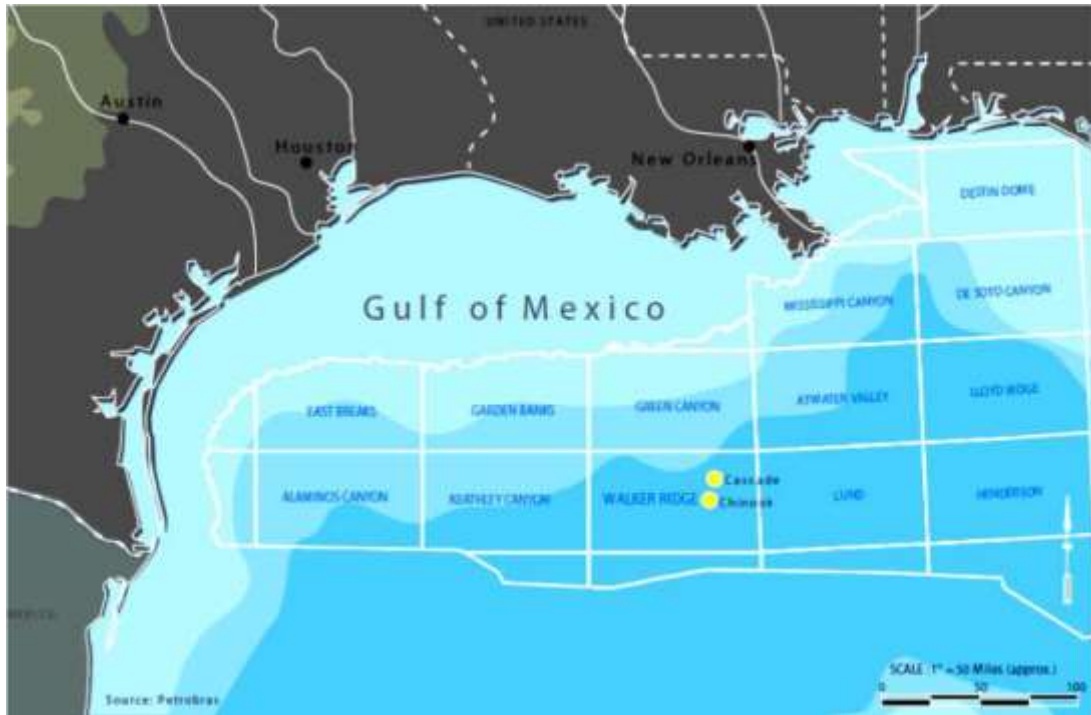 UNITED STATES
Austin
Houston
New Orleans
DESTIN DOME
Gulf of Mexico
MISSISSIPPI CANYON
DE SOTO CANYON
EAST BREAKS
GARDEN BANKS
GREEN CANYON
ATWATER VALLEY
LLOYD RIDGE
Cascade
ALAMINOS CANYON
KEATHLEY CANYON
WALKER RIDGE
Chinook
LUND
HENDERSON
MEXICO
SCALE 1" = 50 Miles (approx.)
0 50 100
Source: Petrobras